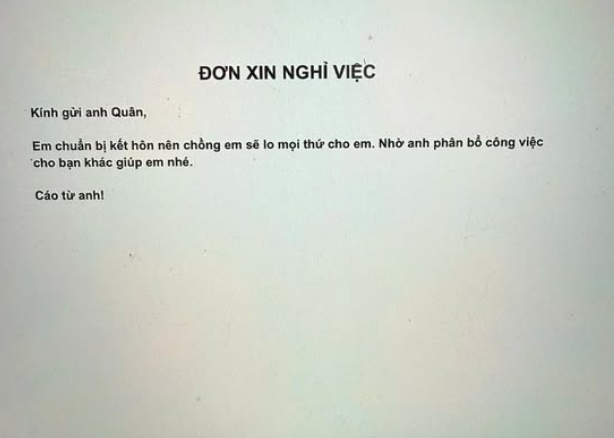 ĐƠN XIN NGHỈ VIỆC
Kính gửi anh Quân,
Em chuẩn bị kết hôn nên chồng em sẽ lo mọi thứ cho em. Nhờ anh phân bổ công việc
cho bạn khác giúp em nhé.
Cáo từ anh!